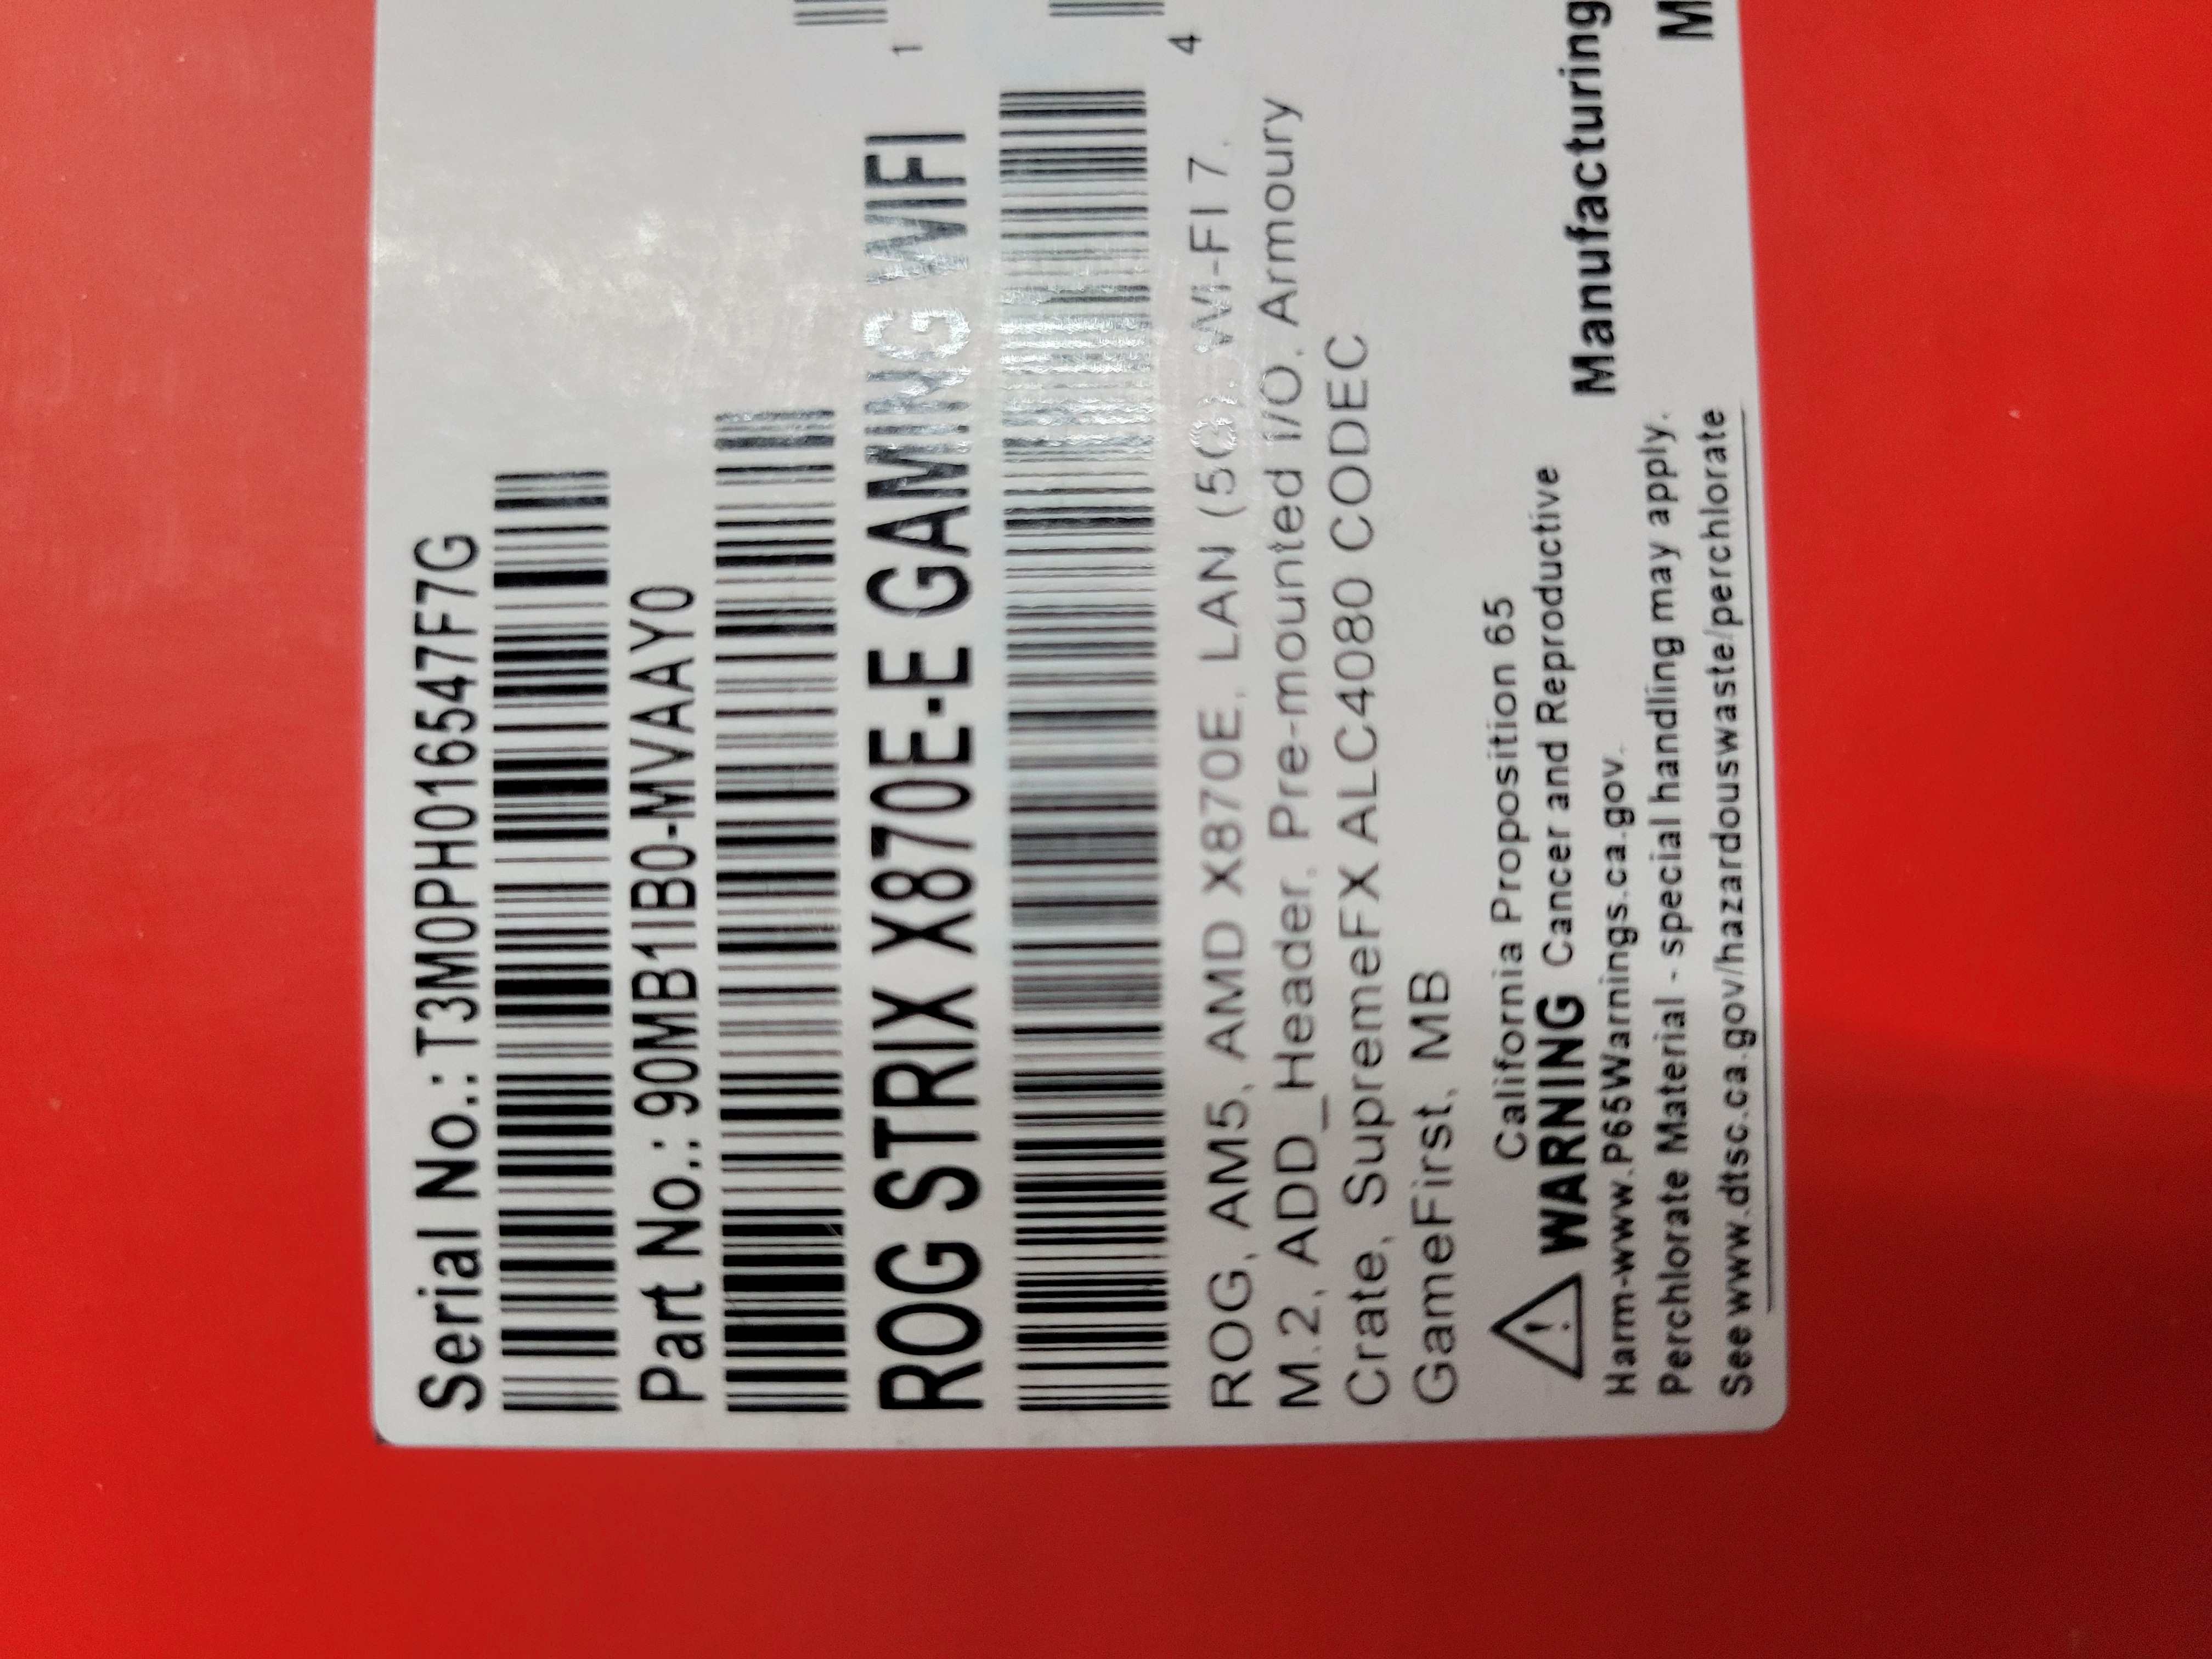 Serial No.: T3M0PH016547F7G
Part No.: 90MB1IB0-MVAAY0
ROG STRIX X870E-E GAMING WIFI
1
4
ROG, AM5, AMD X870E, LAN (5G), Wi-FI 7,
M.2, ADD_Header, Pre-mounted I/O, Armoury
Crate, SupremeFX ALC4080 CODEC
GameFirst, MB
California Proposition 65
WARNING Cancer and Reproductive
Harm-www.P65Warnings.ca.gov.
Perchlorate Material - special handling may apply.
See www.dtsc.ca.gov/hazardouswaste/perchlorate
Manufacturing
M